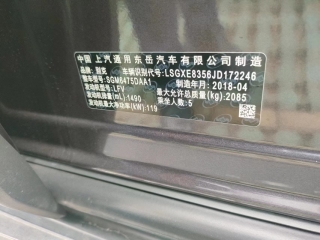 中国上汽通用东岳汽车有限公司制造
品牌：别克 车辆识别代号：LSGXE8356JD172246
整车型号：SGM6475DAA1 制造年月：2018-04
发动机型号：LFV 最大允许总质量(kg)：2065
发动机排量(mL)：1490 乘坐人数：5
发动机最大净功率(kW)：119